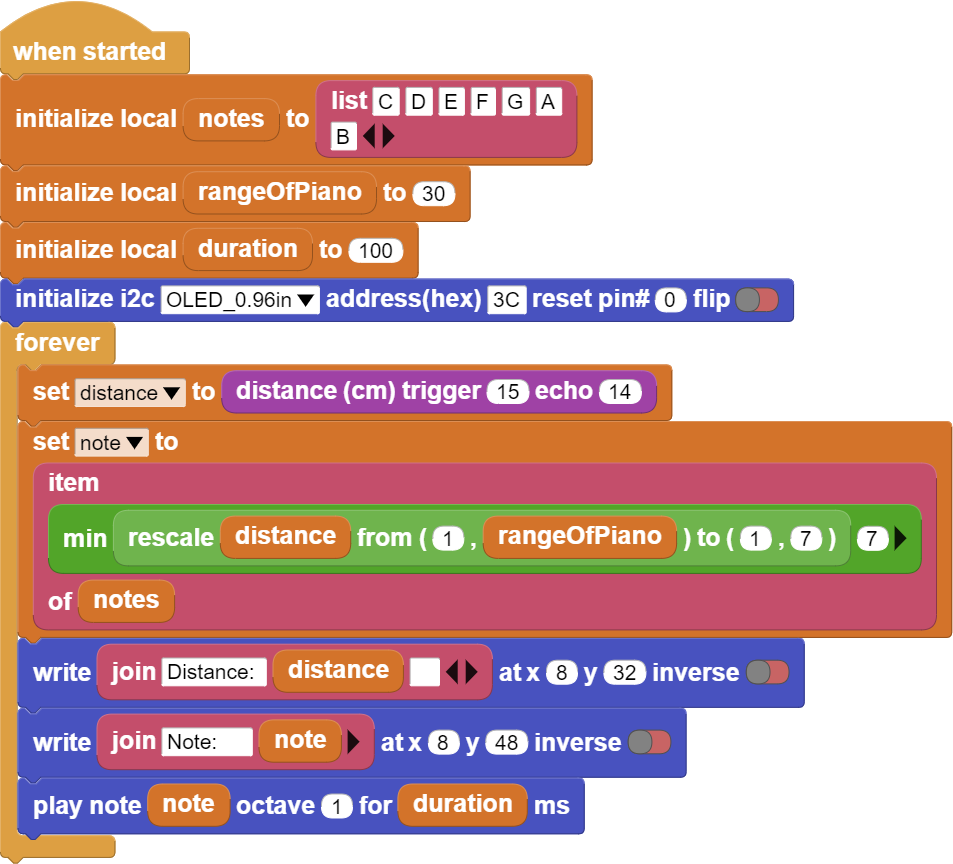 when started
initialize local notes to list C D E F G A
B
initialize local rangeOfPiano to 30
initialize local duration to 100
initialize i2c OLED_0.96in address(hex) 3C reset pin# 0 flip
forever
set distance to distance (cm) trigger 15 echo 14
set note to
item
min rescale distance from ( 1 , rangeOfPiano ) to ( 1 , 7 ) 7
of notes
write join Distance: distance at x 8 y 32 inverse
write join Note: note at x 8 y 48 inverse
play note note octave 1 for duration ms